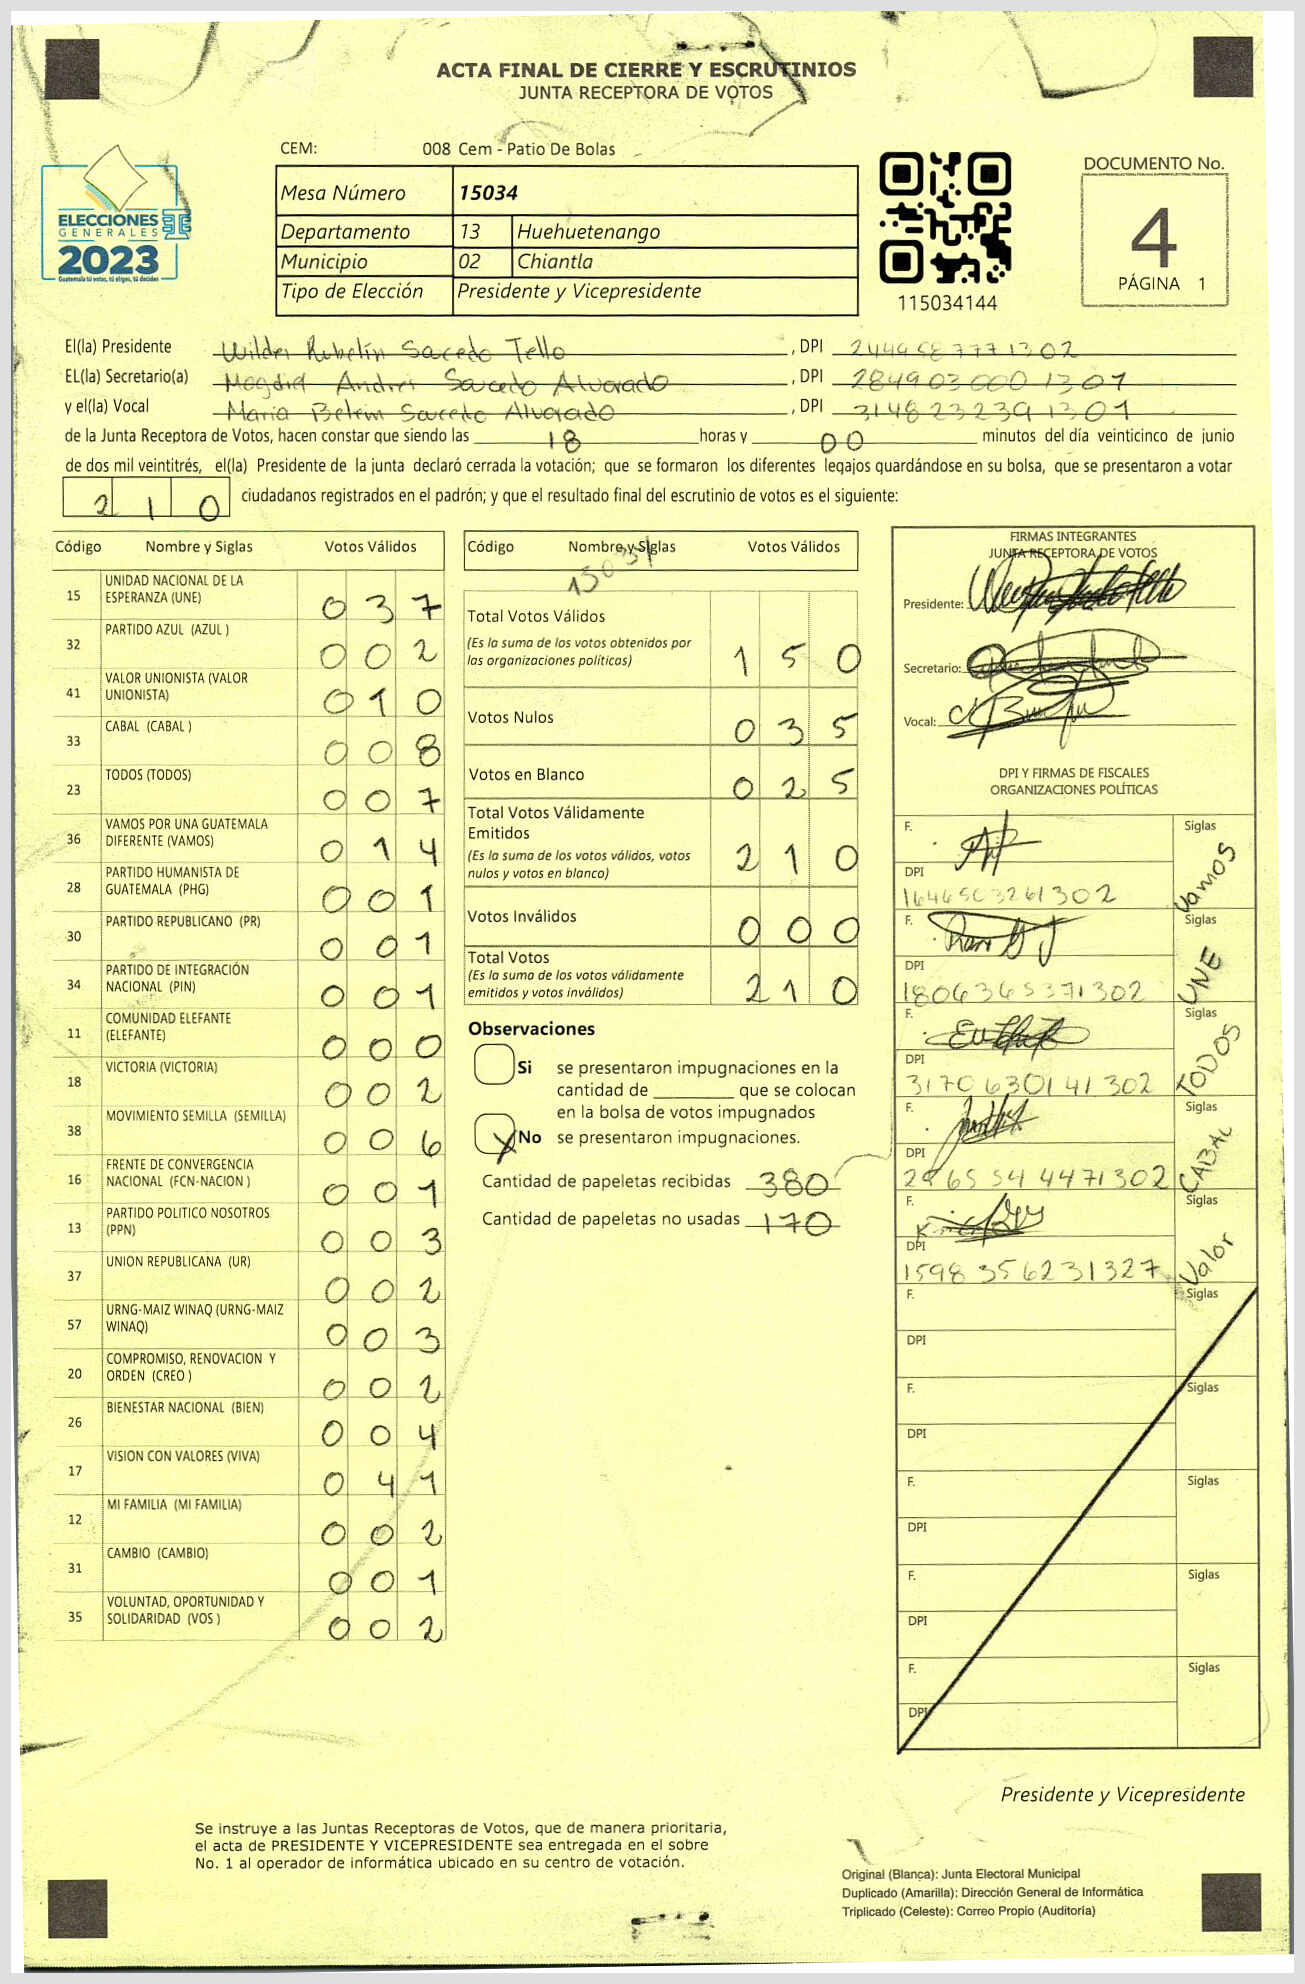 ACTA FINAL DE CIERRE Y ESCRUTINIOS
JUNTA RECEPTORA DE VOTOS
CEM: 008 Cem - Patio De Bolas
ELECCIONES
GENERALES
2023
Guatemala tú votas, tú eliges, tú decides
Mesa Número 15034
Departamento 13 Huehuetenango
Municipio 02 Chiantla
Tipo de Elección Presidente y Vicepresidente
115034144
DOCUMENTO No.
4
PÁGINA 1
El(la) Presidente Wilder Rubelin Saucedo Tello, DPI
EL(la) Secretario(a) Magdiel Andres Saucedo Alvarado, DPI 2849030001301
y el(la) Vocal Maria Belem Saucedo Alvarado, DPI 3148232391301
de la Junta Receptora de Votos, hacen constar que siendo las 18 horas y 00 minutos del día veinticinco de junio
de dos mil veintitrés, el(la) Presidente de la junta declaró cerrada la votación; que se formaron los diferentes legajos guardándose en su bolsa, que se presentaron a votar
210 ciudadanos registrados en el padrón; y que el resultado final del escrutinio de votos es el siguiente:
Código Nombre y Siglas Votos Válidos
15 UNIDAD NACIONAL DE LA ESPERANZA (UNE) 0 3 7
32 PARTIDO AZUL (AZUL ) 0 0 2
41 VALOR UNIONISTA (VALOR UNIONISTA) 0 1 0
33 CABAL (CABAL ) 0 0 8
23 TODOS (TODOS) 0 0 7
36 VAMOS POR UNA GUATEMALA DIFERENTE (VAMOS) 0 1 4
28 PARTIDO HUMANISTA DE GUATEMALA (PHG) 0 0 1
30 PARTIDO REPUBLICANO (PR) 0 0 1
34 PARTIDO DE INTEGRACIÓN NACIONAL (PIN) 0 0 1
11 COMUNIDAD ELEFANTE (ELEFANTE) 0 0 0
18 VICTORIA (VICTORIA) 0 0 2
38 MOVIMIENTO SEMILLA (SEMILLA) 0 0 6
16 FRENTE DE CONVERGENCIA NACIONAL (FCN-NACION ) 0 0 1
13 PARTIDO POLITICO NOSOTROS (PPN) 0 0 3
37 UNION REPUBLICANA (UR) 0 0 2
57 URNG-MAIZ WINAQ (URNG-MAIZ WINAQ) 0 0 3
20 COMPROMISO, RENOVACION Y ORDEN (CREO ) 0 0 2
26 BIENESTAR NACIONAL (BIEN) 0 0 4
17 VISION CON VALORES (VIVA) 0 4 1
12 MI FAMILIA (MI FAMILIA) 0 0 2
31 CAMBIO (CAMBIO) 0 0 1
35 VOLUNTAD, OPORTUNIDAD Y SOLIDARIDAD (VOS ) 0 0 2
Código Nombre y Siglas Votos Válidos
15034
Total Votos Válidos
(Es la suma de los votos obtenidos por
las organizaciones políticas) 1 5 0
Votos Nulos 0 3 5
Votos en Blanco 0 2 5
Total Votos Válidamente
Emitidos
(Es la suma de los votos válidos, votos
nulos y votos en blanco) 2 1 0
Votos Inválidos 0 0 0
Total Votos
(Es la suma de los votos válidamente
emitidos y votos inválidos) 2 1 0
Observaciones
Si se presentaron impugnaciones en la
cantidad de ________ que se colocan
en la bolsa de votos impugnados
X No se presentaron impugnaciones.
Cantidad de papeletas recibidas 380
Cantidad de papeletas no usadas 170
FIRMAS INTEGRANTES
JUNTA RECEPTORA DE VOTOS
Presidente:
Secretario:
Vocal:
DPI Y FIRMAS DE FISCALES
ORGANIZACIONES POLÍTICAS
F. Siglas Vamos
DPI 1646503261302
F. Siglas UNE
DPI 1806365371302
F. Siglas TODOS
DPI 3170630141302
F. Siglas CABAL
DPI
F. Siglas Valor
DPI 1598356231327
F. Siglas
DPI
F. Siglas
DPI
F. Siglas
DPI
F. Siglas
DPI
F. Siglas
DPI
Presidente y Vicepresidente
Se instruye a las Juntas Receptoras de Votos, que de manera prioritaria,
el acta de PRESIDENTE Y VICEPRESIDENTE sea entregada en el sobre
No. 1 al operador de informática ubicado en su centro de votación.
Original (Blanca): Junta Electoral Municipal
Duplicado (Amarilla): Dirección General de Informática
Triplicado (Celeste): Correo Propio (Auditoría)